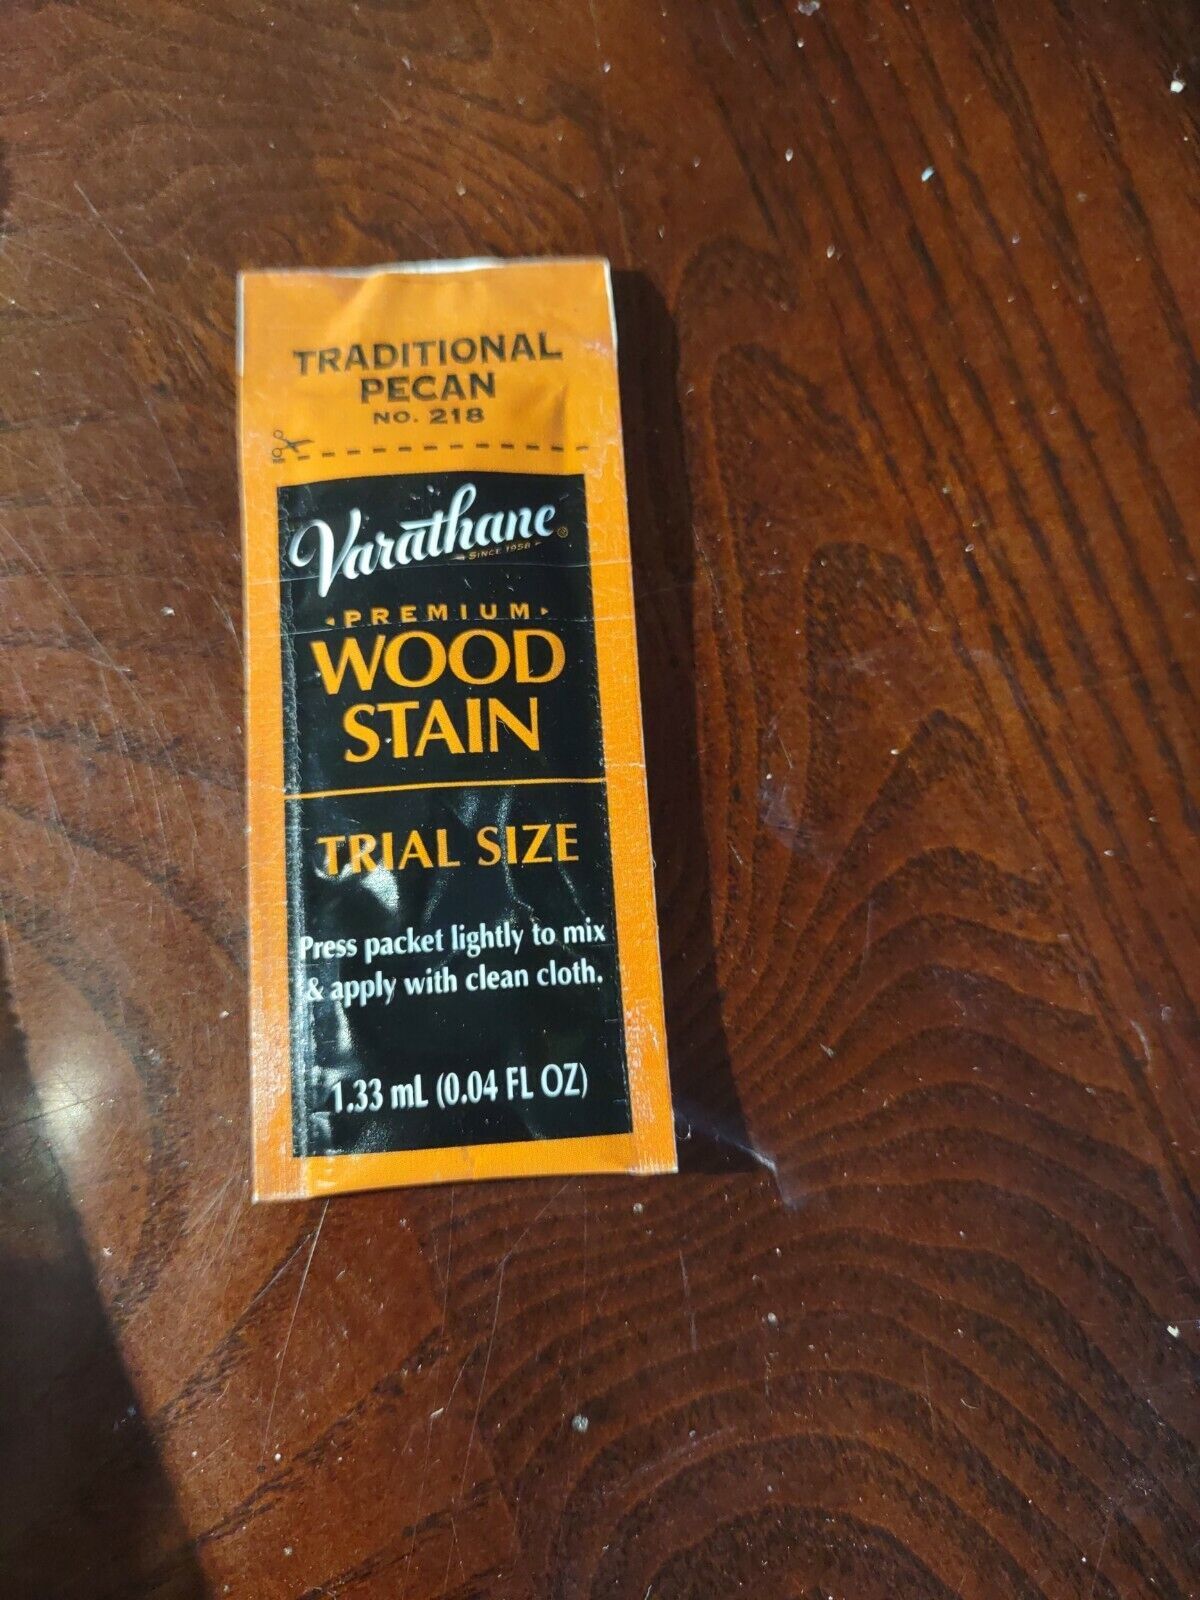 TRADITIONAL
PECAN
NO. 218
Varathane®
SINCE 1958
PREMIUM
WOOD
STAIN
TRIAL SIZE
Press packet lightly to mix
& apply with clean cloth.
1.33 mL (0.04 FL OZ)